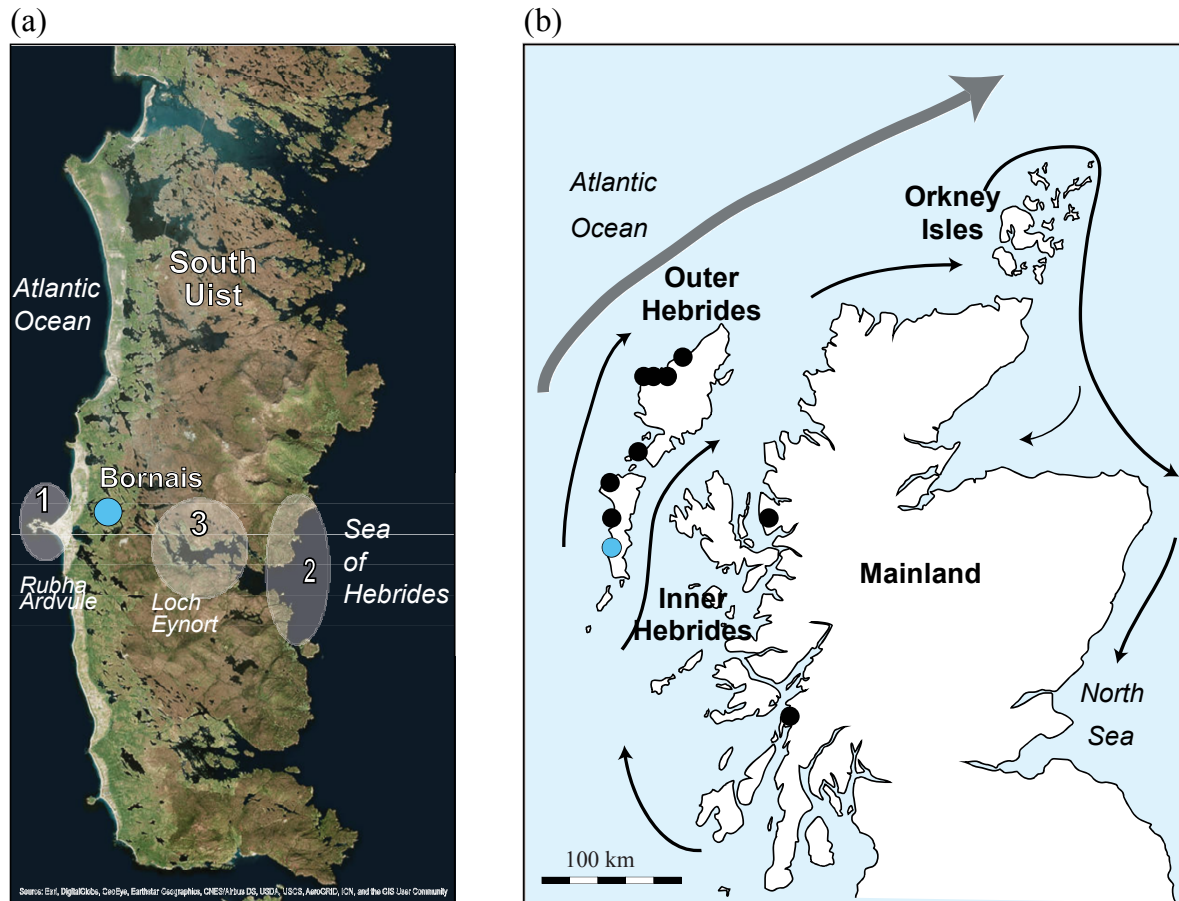 (a)
South
Uist
Atlantic
Ocean
Bornais
1
3
2
Sea
of
Hebrides
Rubha
Ardvule
Loch
Eynort
Source: Esri, DigitalGlobe, GeoEye, Earthstar Geographics, CNES/Airbus DS, USDA, USGS, AeroGRID, IGN, and the GIS User Community
(b)
Atlantic
Ocean
Orkney
Isles
Outer
Hebrides
Mainland
Inner
Hebrides
North
Sea
100 km